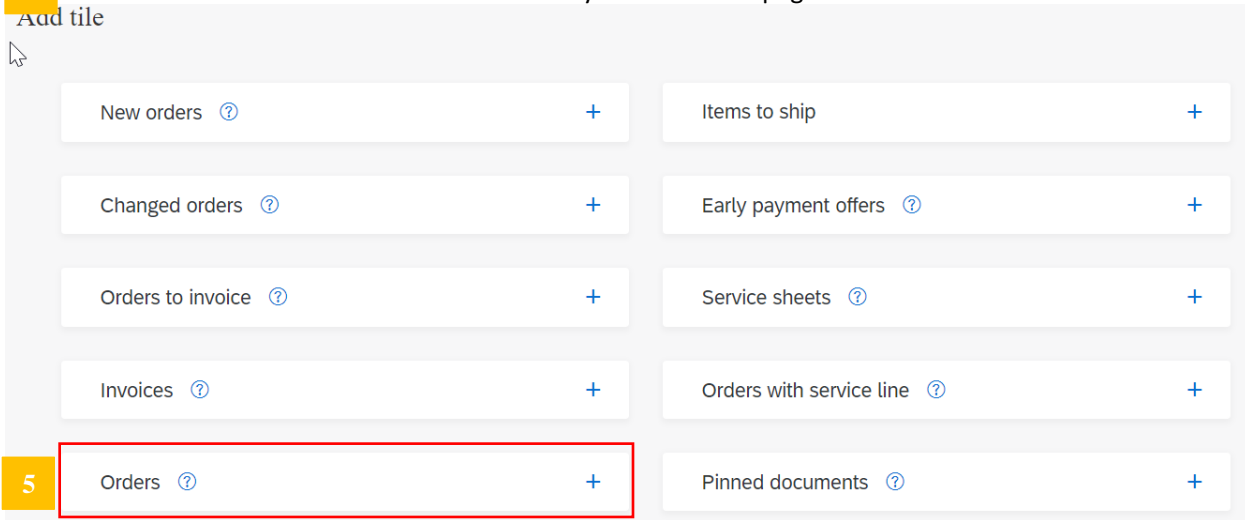 Add tile
New orders ? +
Items to ship +
Changed orders ? +
Early payment offers ? +
Orders to invoice ? +
Service sheets ? +
Invoices ? +
Orders with service line ? +
5
Orders ? +
Pinned documents ? +